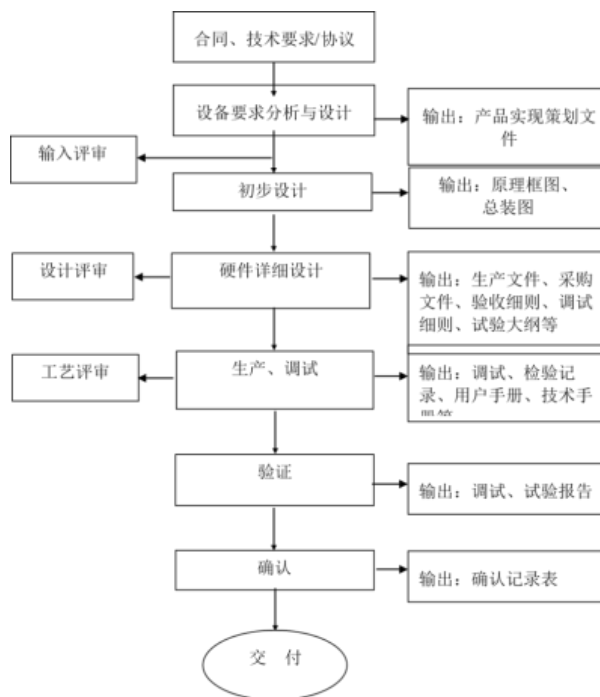 合同、技术要求/协议
设备要求分析与设计
输出：产品实现策划文
件
输入评审
初步设计
输出：原理框图、
总装图
设计评审
硬件详细设计
输出：生产文件、采购
文件、验收细则、调试
细则、试验大纲等
工艺评审
生产、调试
输出：调试、检验记
录、用户手册、技术手
册等
验证
输出：调试、试验报告
确认
输出：确认记录表
交 付